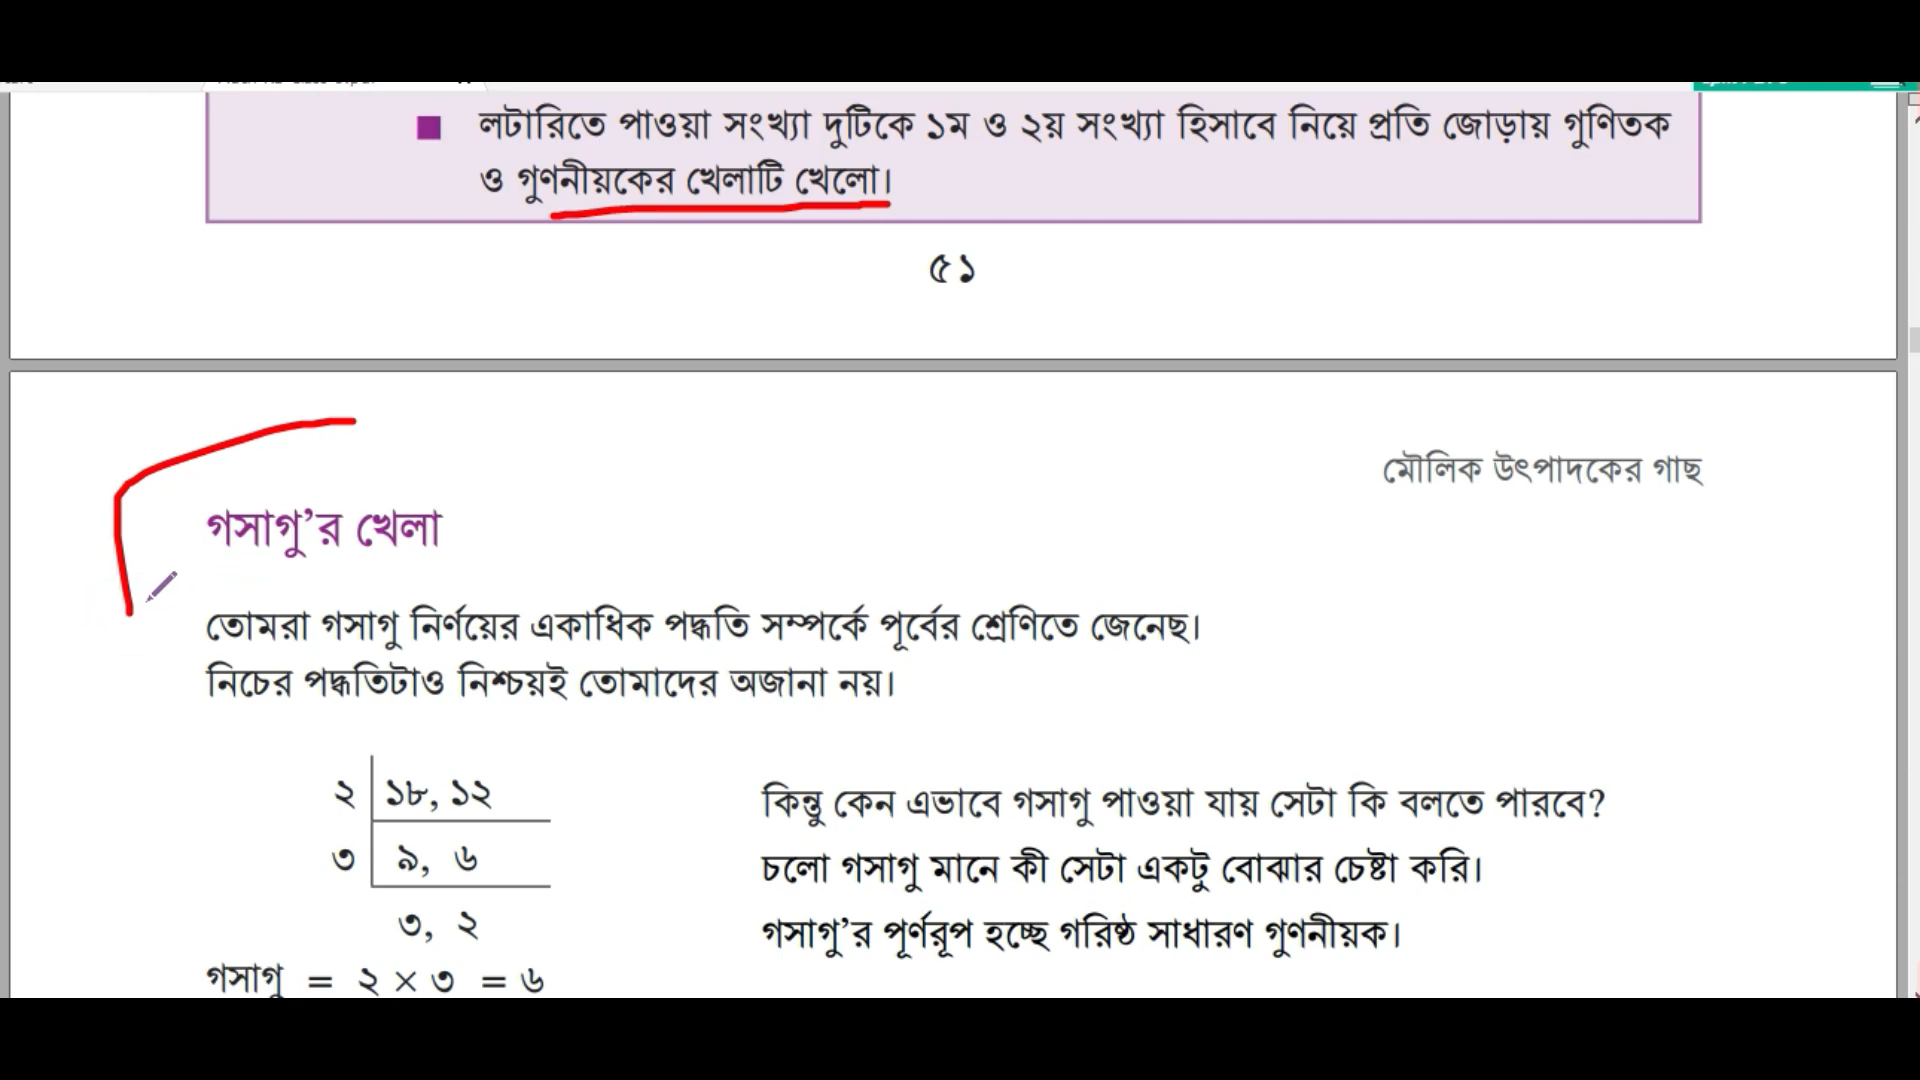 লটারিতে পাওয়া সংখ্যা দুটিকে ১ম ও ২য় সংখ্যা হিসাবে নিয়ে প্রতি জোড়ায় গুণিতক
ও গুণনীয়কের খেলাটি খেলো।
৫১
মৌলিক উৎপাদকের গাছ
গসাগু’র খেলা
তোমরা গসাগু নির্ণয়ের একাধিক পদ্ধতি সম্পর্কে পূর্বের শ্রেণিতে জেনেছ।
নিচের পদ্ধতিটাও নিশ্চয়ই তোমাদের অজানা নয়।
২ ১৮, ১২
৩ ৯, ৬
৩, ২
গসাগু = ২ × ৩ = ৬
কিন্তু কেন এভাবে গসাগু পাওয়া যায় সেটা কি বলতে পারবে?
চলো গসাগু মানে কী সেটা একটু বোঝার চেষ্টা করি।
গসাগু’র পূর্ণরূপ হচ্ছে গরিষ্ঠ সাধারণ গুণনীয়ক।